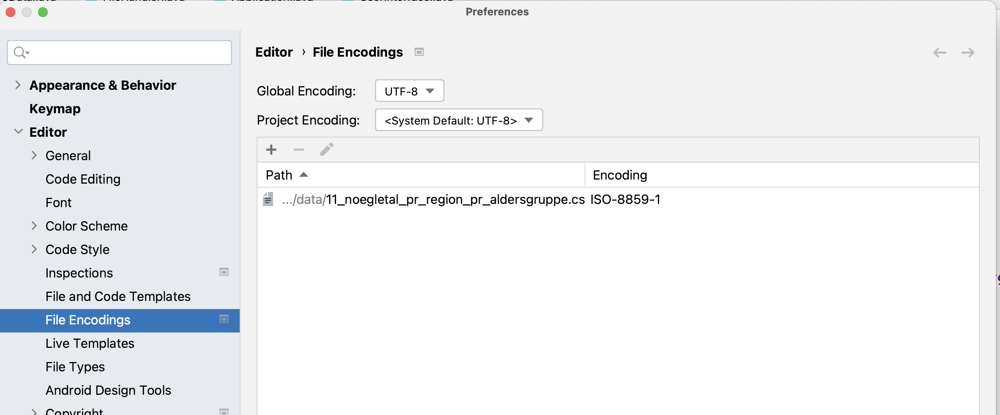 Preferences
Editor › File Encodings
Appearance & Behavior
Keymap
Editor
General
Code Editing
Font
Color Scheme
Code Style
Inspections
File and Code Templates
File Encodings
Live Templates
File Types
Android Design Tools
Copyright
Global Encoding: UTF-8
Project Encoding: <System Default: UTF-8>
Path Encoding
.../data/11_noegletal_pr_region_pr_aldersgruppe.cs ISO-8859-1